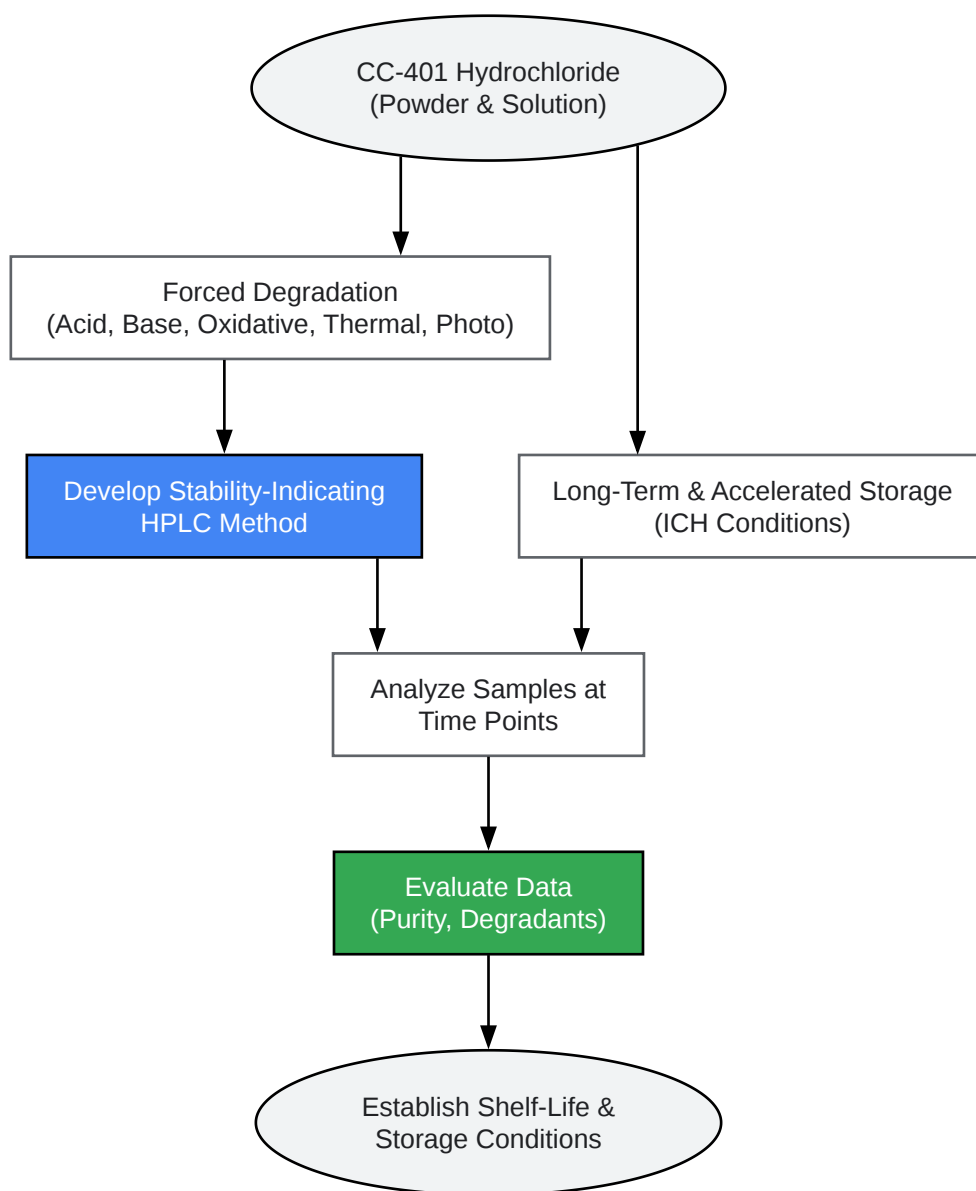 CC-401 Hydrochloride
(Powder & Solution)
Forced Degradation
(Acid, Base, Oxidative, Thermal, Photo)
Develop Stability-Indicating
HPLC Method
Long-Term & Accelerated Storage
(ICH Conditions)
Analyze Samples at
Time Points
Evaluate Data
(Purity, Degradants)
Establish Shelf-Life &
Storage Conditions